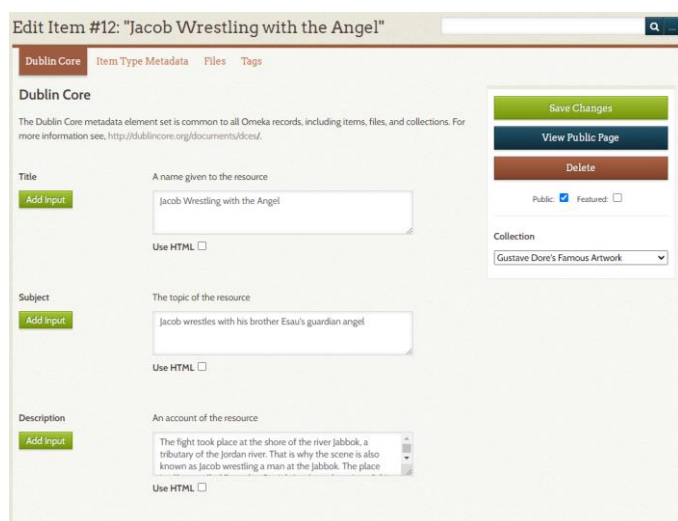 Edit Item #12: "Jacob Wrestling with the Angel"
Dublin Core Item Type Metadata Files Tags
Dublin Core
The Dublin Core metadata element set is common to all Omeka records, including items, files, and collections. For
more information see, http://dublincore.org/documents/dces/.
Save Changes
View Public Page
Delete
Public: Featured:
Collection
Gustave Dore's Famous Artwork
Title
A name given to the resource
Add Input
Jacob Wrestling with the Angel
Use HTML
Subject
The topic of the resource
Add Input
Jacob wrestles with his brother Esau's guardian angel
Use HTML
Description
An account of the resource
Add Input
The fight took place at the shore of the river Jabbok, a
tributary of the Jordan river. That is why the scene is also
known as Jacob wrestling a man at the Jabbok. The place
Use HTML